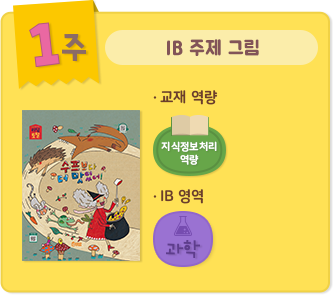 1주
IB 주제 그림
· 교재 역량
지식정보처리
역량
· IB 영역
과학
수프보다
더 맛있네